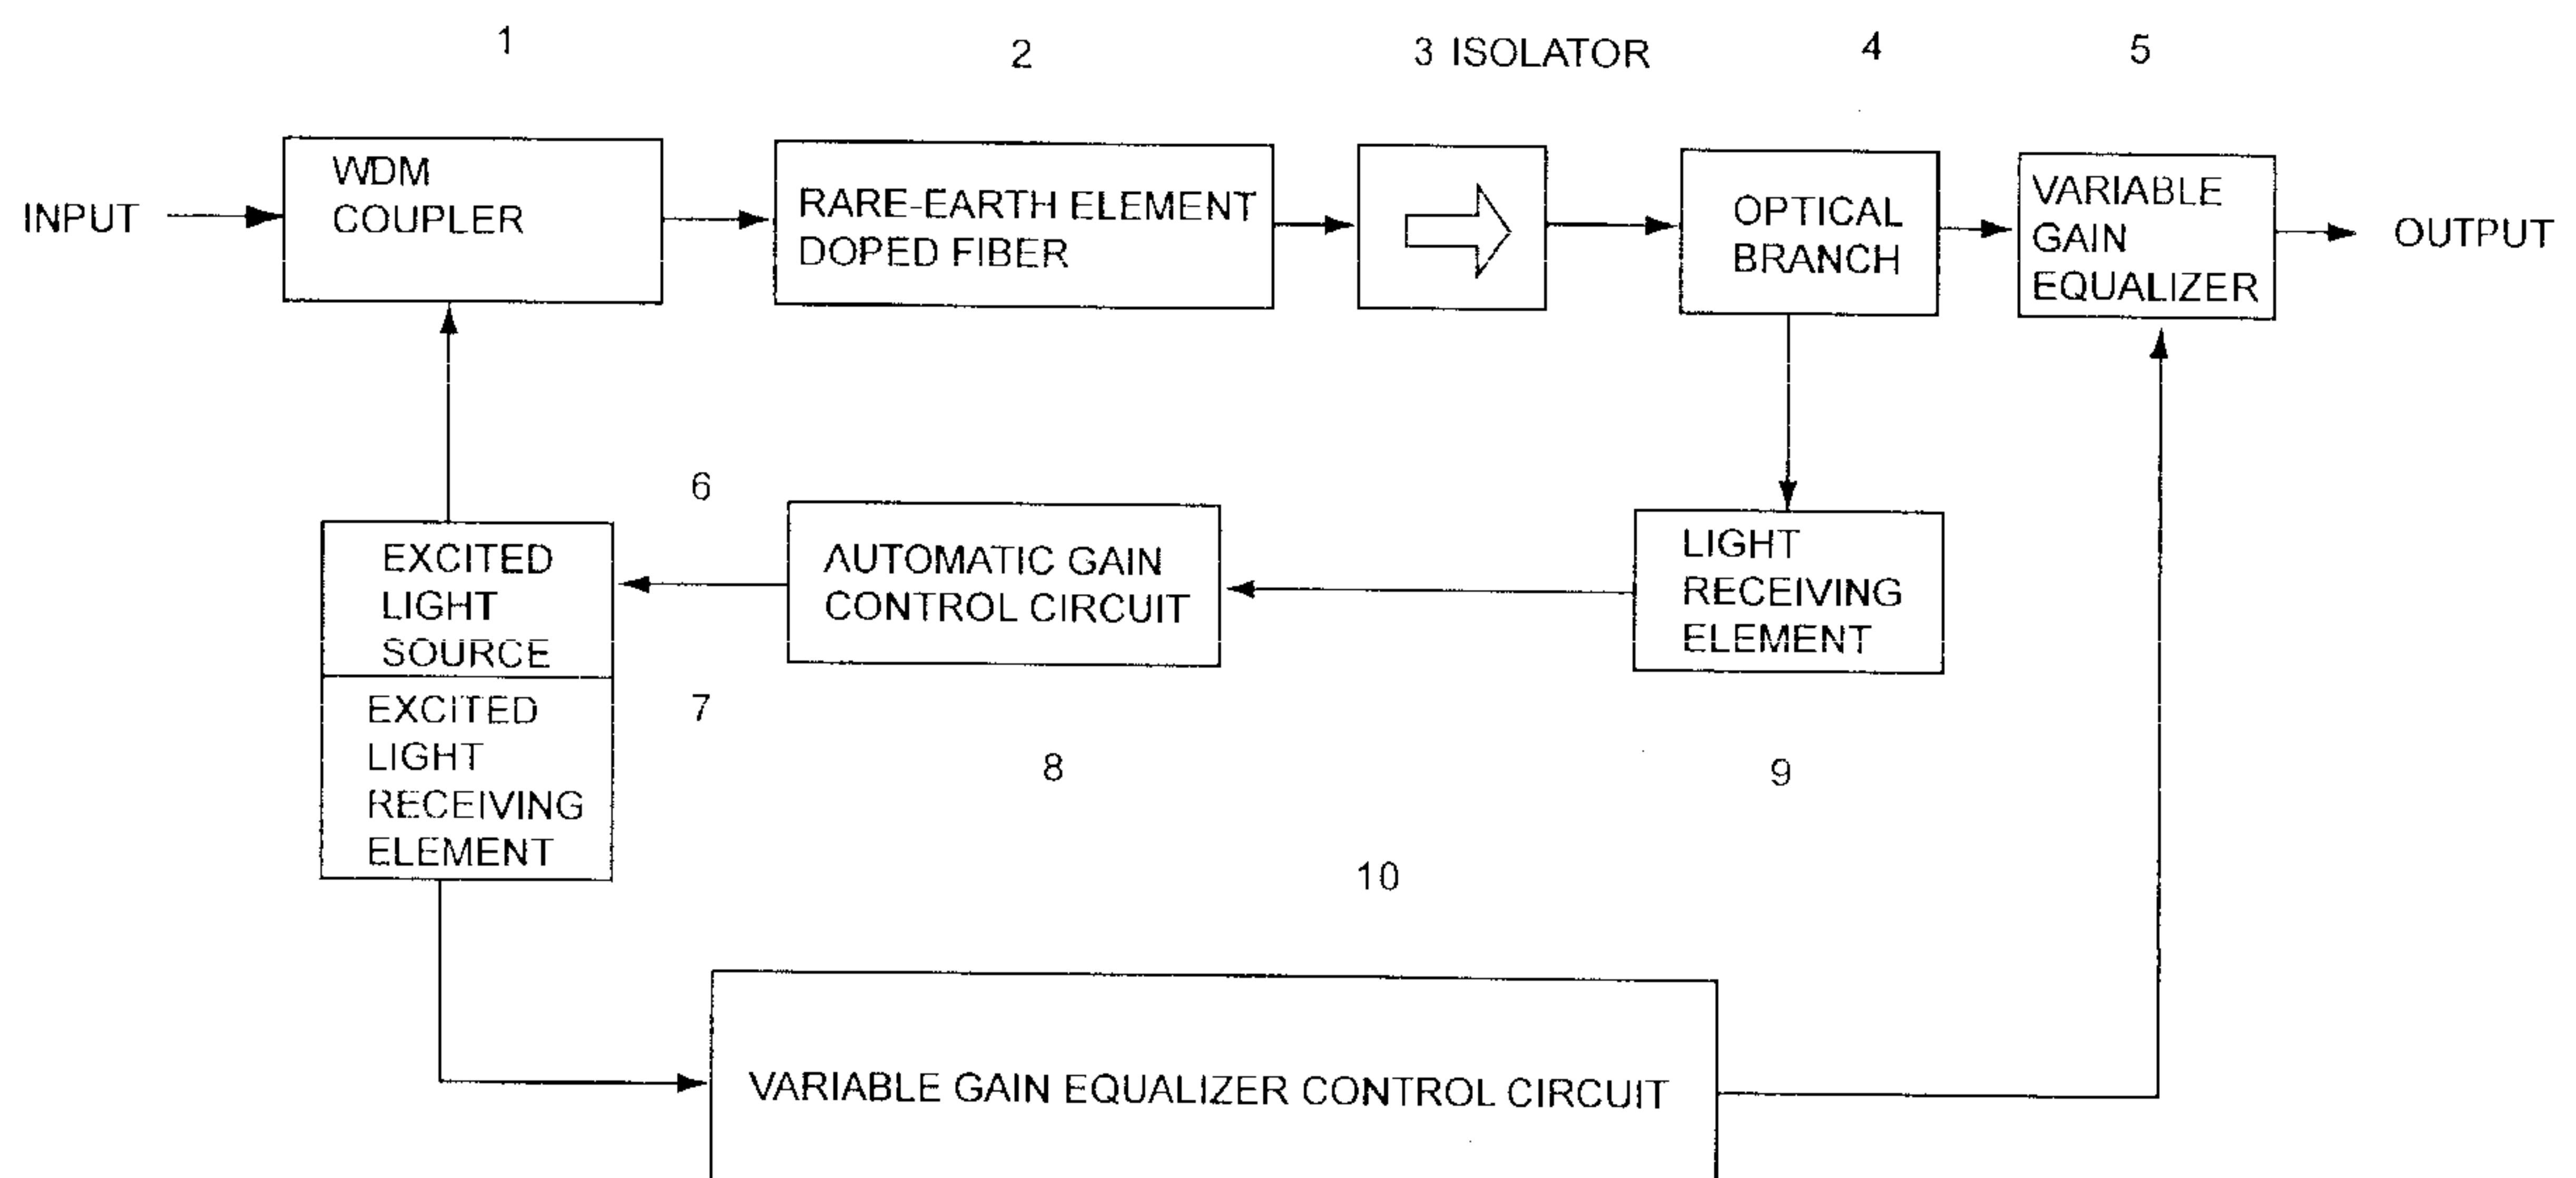 1
2
3 ISOLATOR
4
5
INPUT
WDM
COUPLER
RARE-EARTH ELEMENT
DOPED FIBER
OPTICAL
BRANCH
VARIABLE
GAIN
EQUALIZER
OUTPUT
6
EXCITED
LIGHT
SOURCE
AUTOMATIC GAIN
CONTROL CIRCUIT
LIGHT
RECEIVING
ELEMENT
7
EXCITED
LIGHT
RECEIVING
ELEMENT
8
9
10
VARIABLE GAIN EQUALIZER CONTROL CIRCUIT